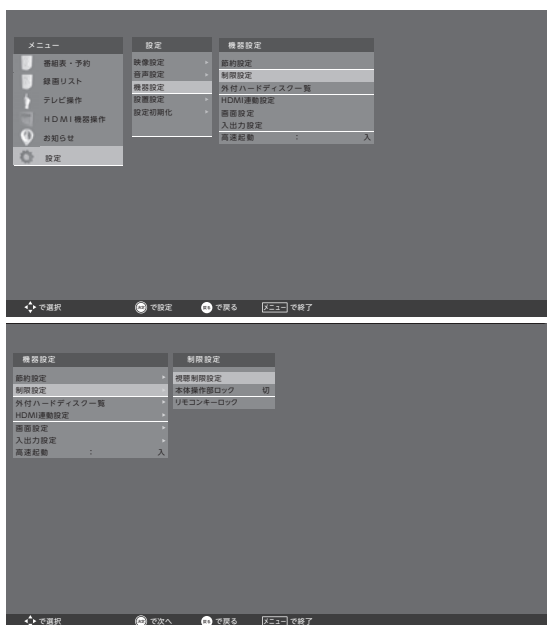 メニュー
番組表・予約
録画リスト
テレビ操作
HDMI機器操作
お知らせ
設定
設定
映像設定
音声設定
機器設定
設置設定
設定初期化
機器設定
節約設定
制限設定
外付ハードディスク一覧
HDMI連動設定
画面設定
入出力設定
高速起動 : 入
で選択
で設定
戻る で戻る
メニュー で終了
機器設定
節約設定
制限設定
外付ハードディスク一覧
HDMI連動設定
画面設定
入出力設定
高速起動 : 入
制限設定
視聴制限設定
本体操作部ロック 切
リモコンキーロック
で選択
で次へ
戻る で戻る
メニュー で終了